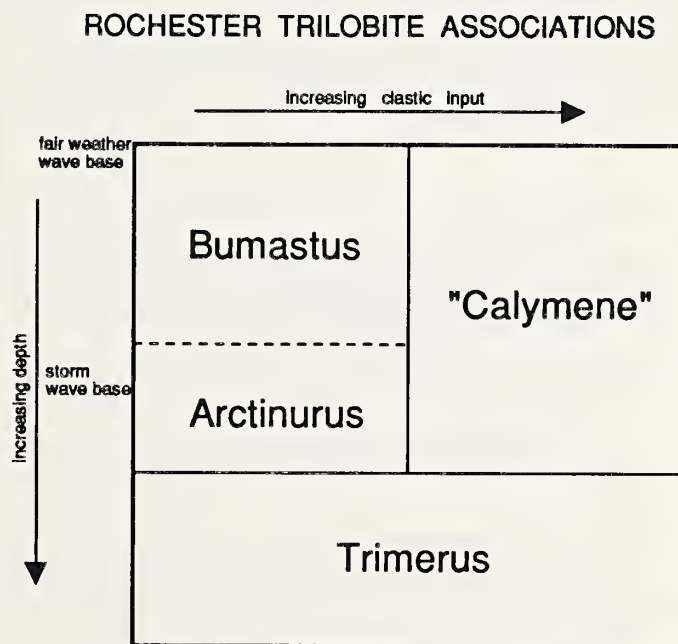 ROCHESTER TRILOBITE ASSOCIATIONS
increasing clastic input
fair weather
wave base
Bumastus
"Calymene"
increasing depth
storm
wave base
Arctinurus
Trimerus